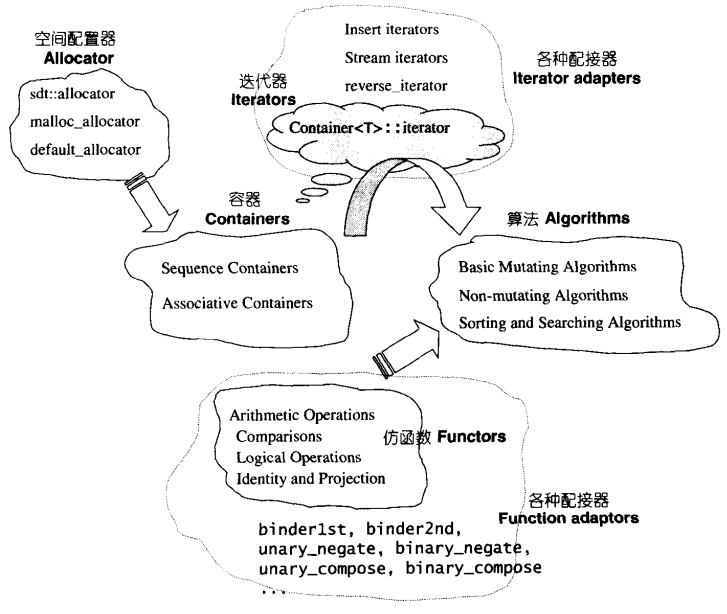 空间配置器
Allocator
sdt::allocator
malloc_allocator
default_allocator
迭代器
Iterators
Insert iterators
Stream iterators
reverse_iterator
Container<T>::iterator
各种配接器
Iterator adapters
容器
Containers
Sequence Containers
Associative Containers
算法 Algorithms
Basic Mutating Algorithms
Non-mutating Algorithms
Sorting and Searching Algorithms
Arithmetic Operations
Comparisons
Logical Operations
Identity and Projection
仿函数 Functors
各种配接器
Function adaptors
binder1st, binder2nd,
unary_negate, binary_negate,
unary_compose, binary_compose
...